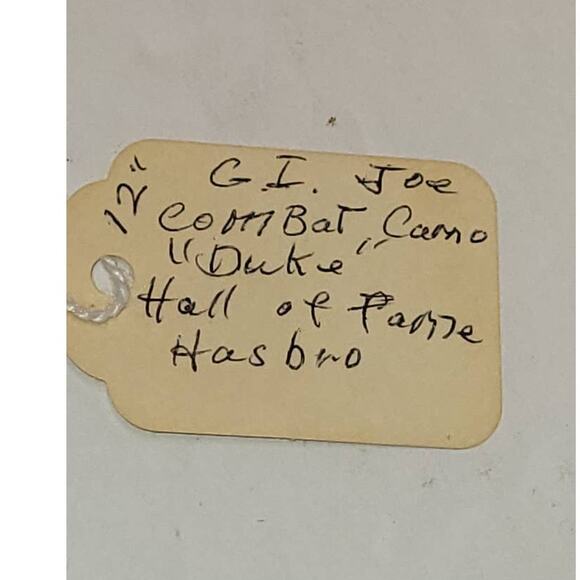 12"
G.I. Joe
Combat, Camo
"Duke"
Hall of Fame
Hasbro